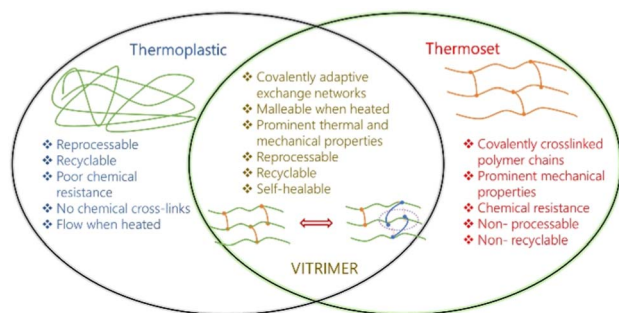 Thermoplastic
❖ Reprocessable
❖ Recyclable
❖ Poor chemical
resistance
❖ No chemical cross-links
❖ Flow when heated
❖ Covalently adaptive
exchange networks
❖ Malleable when heated
❖ Prominent thermal and
mechanical properties
❖ Reprocessable
❖ Recyclable
❖ Self-healable
VITRIMER
Thermoset
❖ Covalently crosslinked
polymer chains
❖ Prominent mechanical
properties
❖ Chemical resistance
❖ Non- processable
❖ Non- recyclable